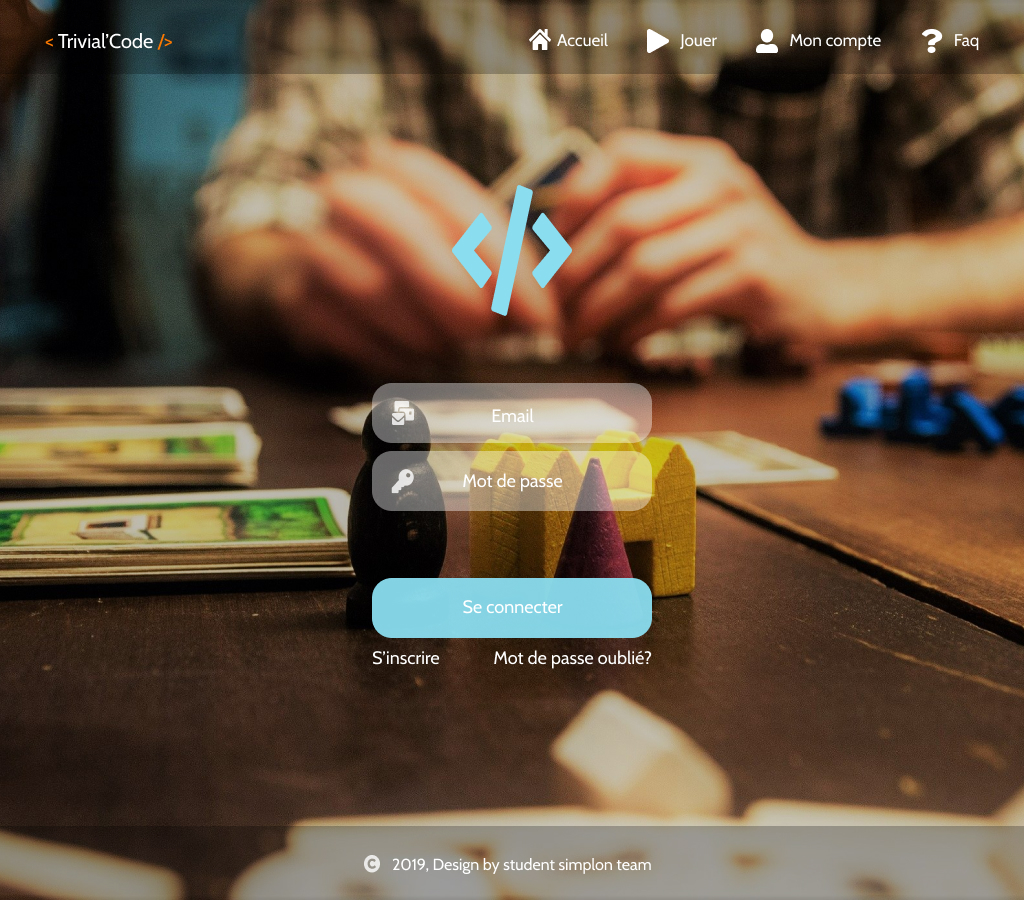 < Trivial'Code />
Accueil
Jouer
Mon compte
Faq
Email
Mot de passe
Se connecter
S'inscrire
Mot de passe oublié?
© 2019, Design by student simplon team